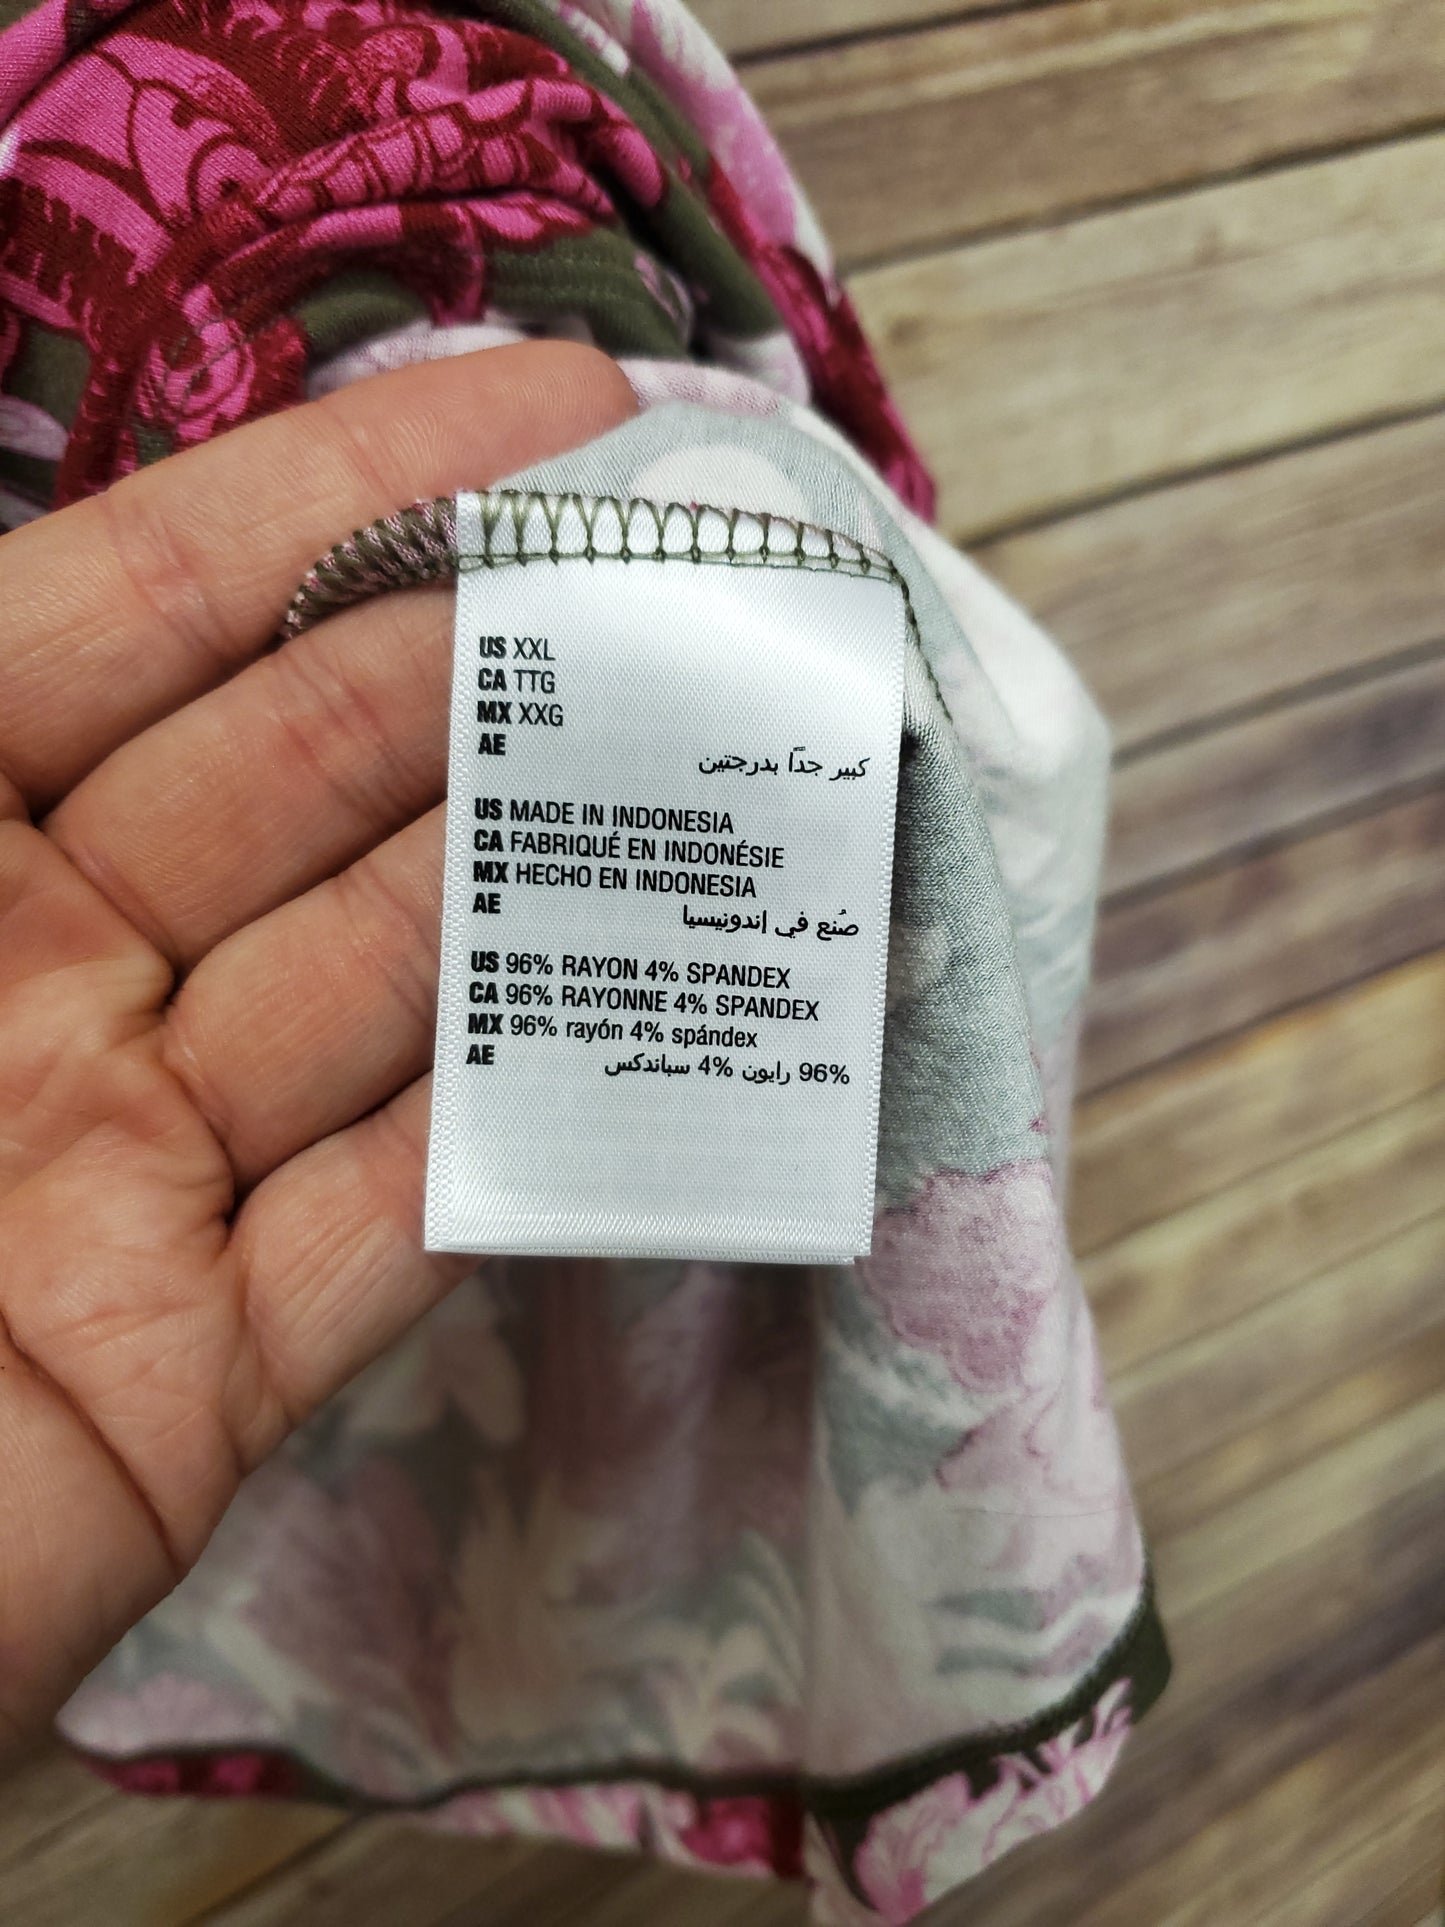 US XXL
CA TTG
MX XXG
AE
كبير جدًا بدرجتين
US MADE IN INDONESIA
CA FABRIQUÉ EN INDONÉSIE
MX HECHO EN INDONESIA
AE
صُنع في إندونيسيا
US 96% RAYON 4% SPANDEX
CA 96% RAYONNE 4% SPANDEX
MX 96% rayón 4% spándex
AE
96% رايون 4% سباندكس